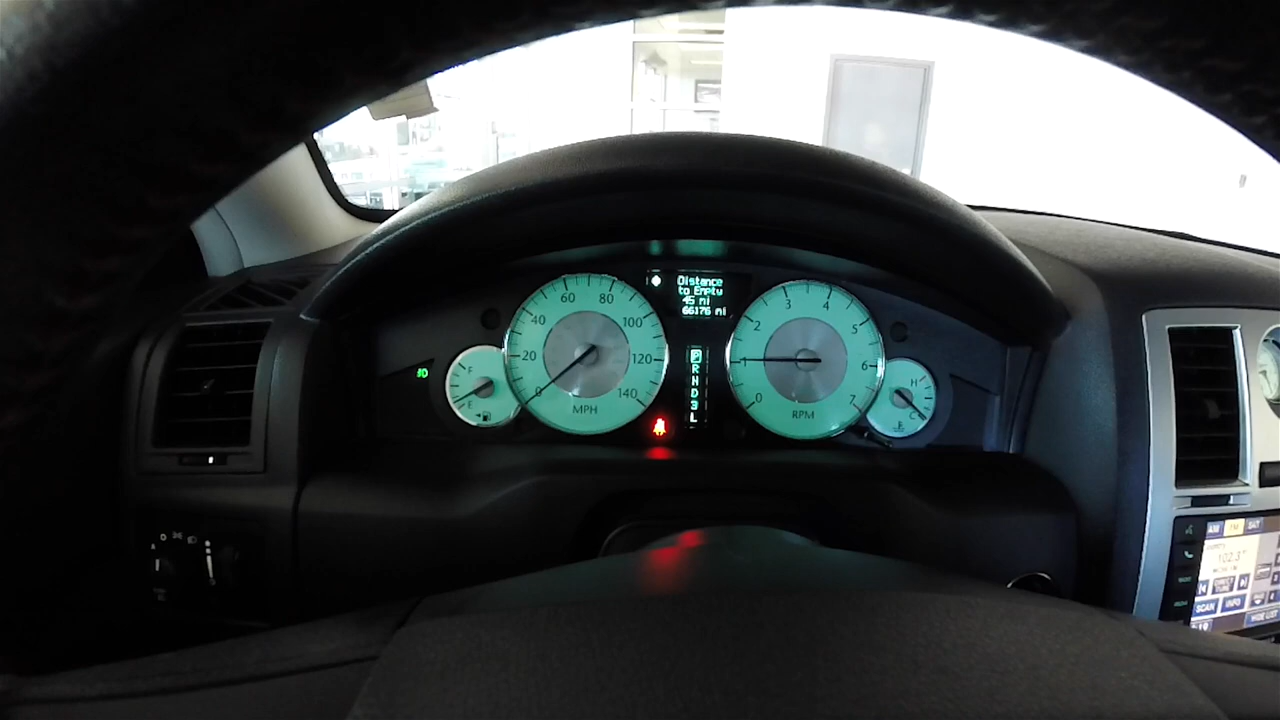 Distance
to Empty
45 mi
66176 mi
0
20
40
60
80
100
120
140
MPH
F
E
P
R
N
D
3
L
0
1
2
3
4
5
6
7
RPM
H
C
AM FM SAT
102.3
SCAN
INFO